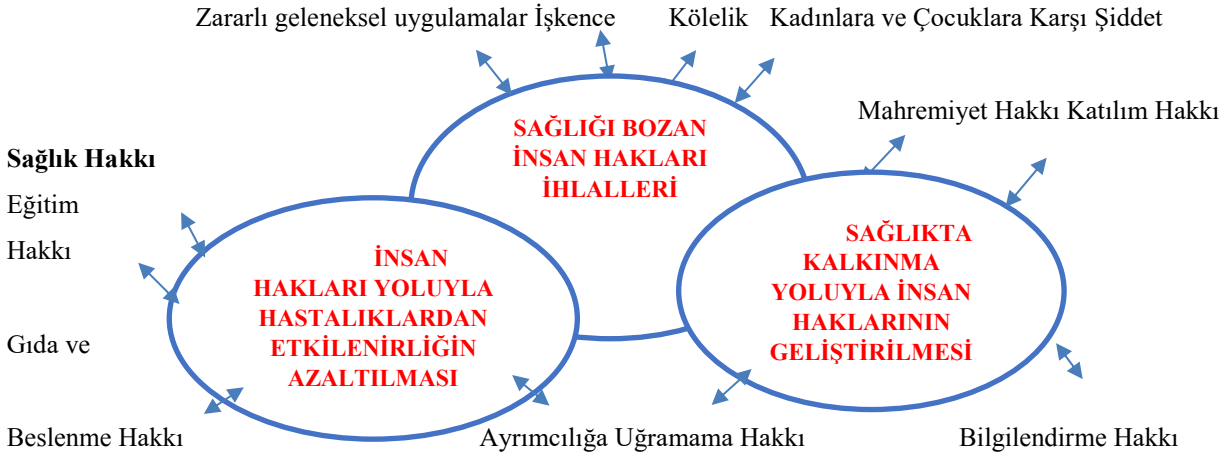 Zararlı geleneksel uygulamalar İşkence Kölelik Kadınlara ve Çocuklara Karşı Şiddet
Mahremiyet Hakkı Katılım Hakkı
SAĞLIĞI BOZAN
İNSAN HAKLARI
İHLALLERİ
Sağlık Hakkı
Eğitim
Hakkı
İNSAN
HAKLARI YOLUYLA
HASTALIKLARDAN
ETKİLENİRLİĞİN
AZALTILMASI
SAĞLIKTA
KALKINMA
YOLUYLA İNSAN
HAKLARININ
GELİŞTİRİLMESİ
Gıda ve
Beslenme Hakkı
Ayrımcılığa Uğramama Hakkı
Bilgilendirme Hakkı